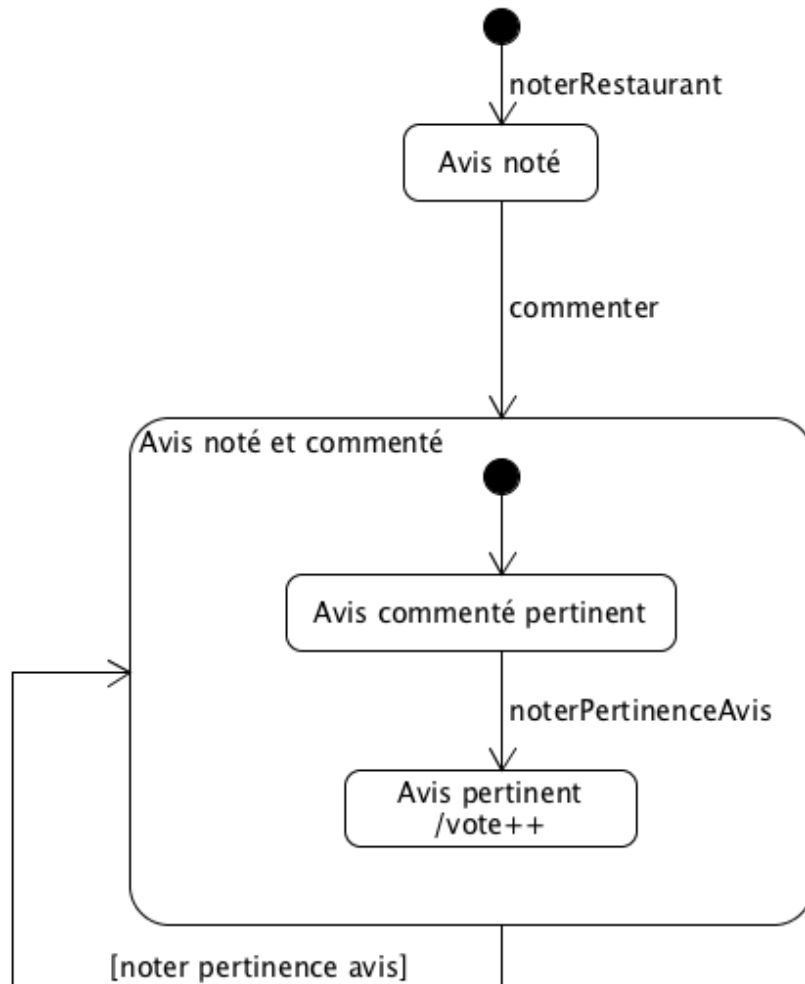 noterRestaurant
Avis noté
commenter
Avis noté et commenté
Avis commenté pertinent
noterPertinenceAvis
Avis pertinent
/vote++
[noter pertinence avis]